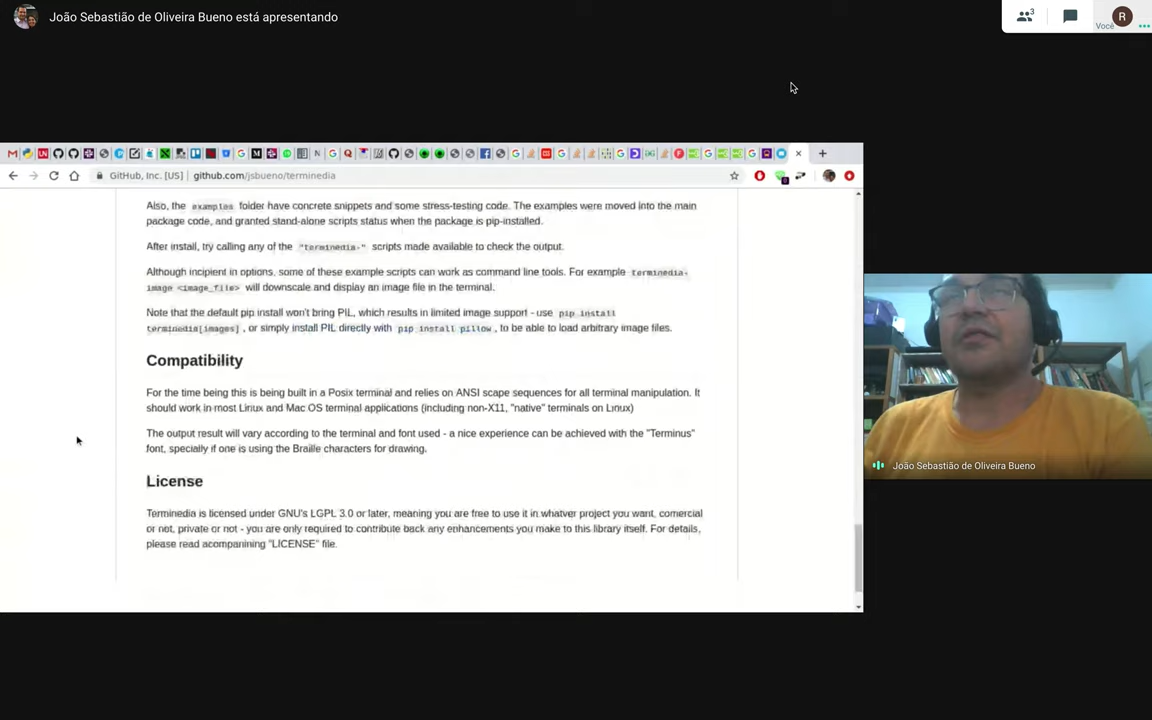 João Sebastião de Oliveira Bueno está apresentando
3
Você
R
GitHub, Inc. [US]
github.com/jsbueno/terminedia
Also, the examples folder have concrete snippets and some stress-testing code. The examples were moved into the main
package code, and granted stand-alone scripts status when the package is pip-installed.
After install, try calling any of the "terminedia-" scripts made available to check the output.
Although incipient in options, some of these example scripts can work as command line tools. For example terminedia-
image <image_file> will downscale and display an image file in the terminal.
Note that the default pip install won't bring PIL, which results in limited image support - use pip install
terminedia[images] , or simply install PIL directly with pip install pillow, to be able to load arbitrary image files.
Compatibility
For the time being this is being built in a Posix terminal and relies on ANSI scape sequences for all terminal manipulation. It
should work in most Linux and Mac OS terminal applications (including non-X11, "native" terminals on Linux)
The output result will vary according to the terminal and font used - a nice experience can be achieved with the "Terminus"
font, specially if one is using the Braille characters for drawing.
João Sebastião de Oliveira Bueno
License
Terminedia is licensed under GNU's LGPL 3.0 or later, meaning you are free to use it in whatver project you want, comercial
or not, private or not - you are only required to contribute back any enhancements you make to this library itself. For details,
please read acompanining "LICENSE" file.